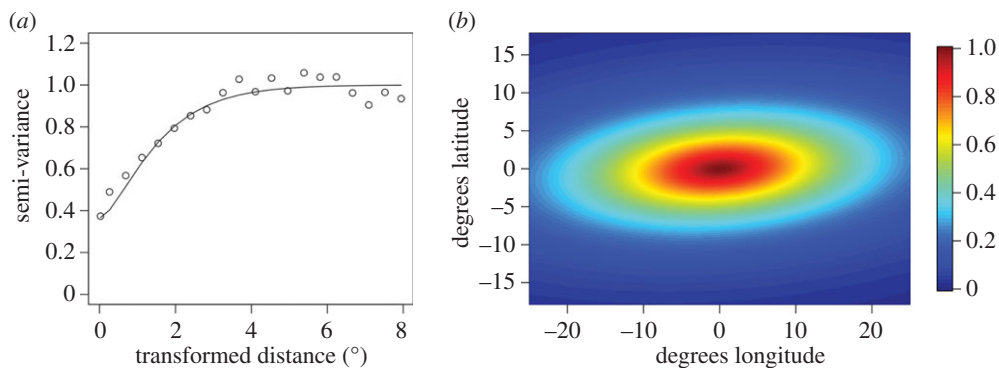 (a)
1.2
1.0
0.8
0.6
0.4
0.2
0
semi-variance
0 2 4 6 8
transformed distance (°)
(b)
15
10
5
0
−5
−10
−15
degrees latitude
−20 −10 0 10 20
degrees longitude
1.0
0.8
0.6
0.4
0.2
0